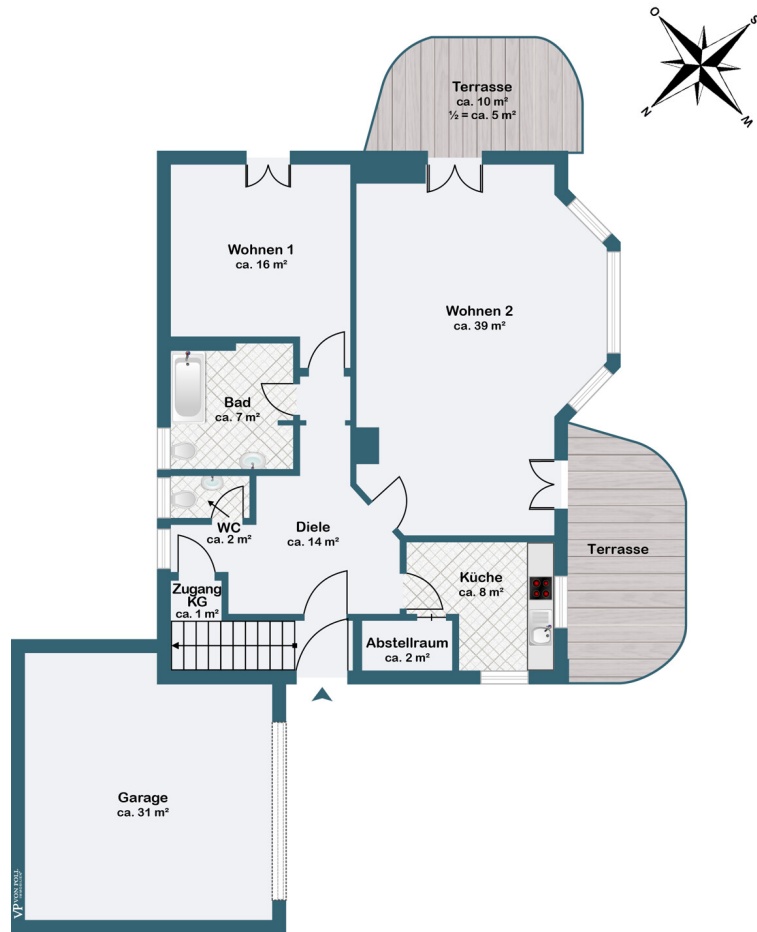 O
S
N
W
Terrasse
ca. 10 m²
½ = ca. 5 m²
Wohnen 1
ca. 16 m²
Wohnen 2
ca. 39 m²
Bad
ca. 7 m²
WC
ca. 2 m²
Diele
ca. 14 m²
Terrasse
Küche
ca. 8 m²
Zugang
KG
ca. 1 m²
Abstellraum
ca. 2 m²
Garage
ca. 31 m²
VP VON POLL